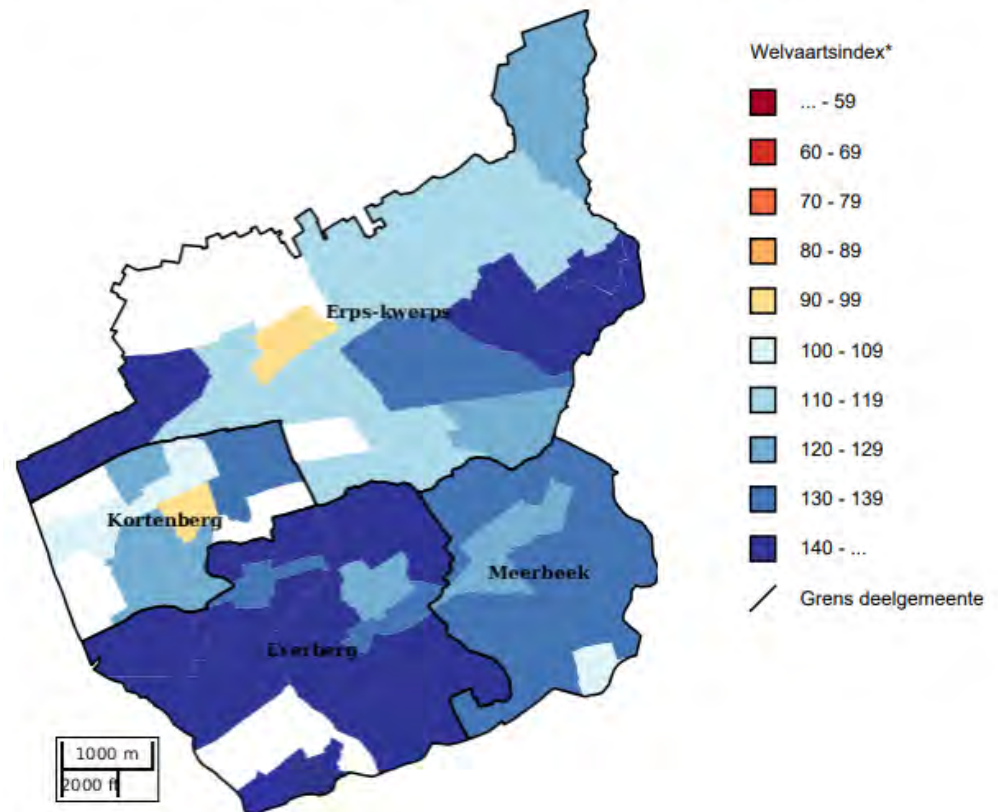 Welvaartsindex*
... - 59
60 - 69
70 - 79
80 - 89
90 - 99
100 - 109
110 - 119
120 - 129
130 - 139
140 - ...
Grens deelgemeente
Erps-kwerps
Kortenberg
Meerbeek
Everberg
1000 m
2000 ft